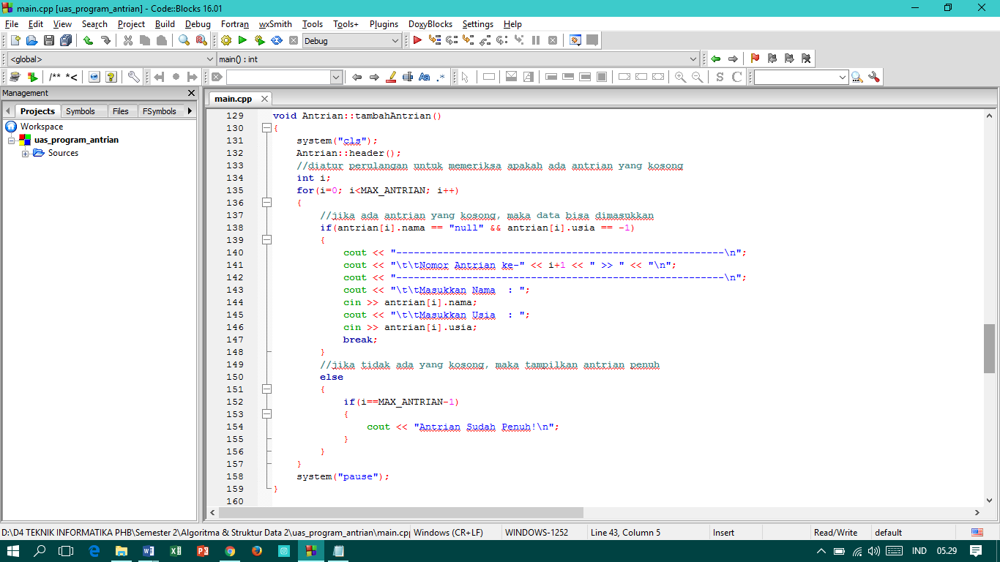 main.cpp [uas_program_antrian] - Code::Blocks 16.01
File Edit View Search Project Build Debug Fortran wxSmith Tools Tools+ Plugins DoxyBlocks Settings Help
Debug
<global> main() : int
/** *<
Aa .*
S C
Management
main.cpp
Projects Symbols Files FSymbols
Workspace
uas_program_antrian
Sources
129 void Antrian::tambahAntrian()
130 {
131 system("cls");
132 Antrian::header();
133 //diatur perulangan untuk memeriksa apakah ada antrian yang kosong
134 int i;
135 for(i=0; i<MAX_ANTRIAN; i++)
136 {
137 //jika ada antrian yang kosong, maka data bisa dimasukkan
138 if(antrian[i].nama == "null" && antrian[i].usia == -1)
139 {
140 cout << "--------------------------------------------------------\n";
141 cout << "\t\tNomor Antrian ke-" << i+1 << " >> " << "\n";
142 cout << "--------------------------------------------------------\n";
143 cout << "\t\tMasukkan Nama  : ";
144 cin >> antrian[i].nama;
145 cout << "\t\tMasukkan Usia  : ";
146 cin >> antrian[i].usia;
147 break;
148 }
149 //jika tidak ada yang kosong, maka tampilkan antrian penuh
150 else
151 {
152 if(i==MAX_ANTRIAN-1)
153 {
154 cout << "Antrian Sudah Penuh!\n";
155 }
156 }
157 }
158 system("pause");
159 }
160
D:\D4 TEKNIK INFORMATIKA PHB\Semester 2\Algoritma & Struktur Data 2\uas_program_antrian\main.cpp Windows (CR+LF) WINDOWS-1252 Line 43, Column 5 Insert Read/Write default
IND 05.29